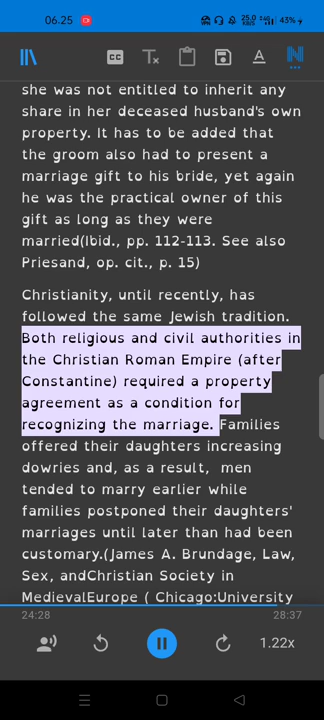 06.25
25.0
KB/S
43%
CC
she was not entitled to inherit any
share in her deceased husband's own
property. It has to be added that
the groom also had to present a
marriage gift to his bride, yet again
he was the practical owner of this
gift as long as they were
married(Ibid., pp. 112-113. See also
Priesand, op. cit., p. 15)
Christianity, until recently, has
followed the same Jewish tradition.
Both religious and civil authorities in
the Christian Roman Empire (after
Constantine) required a property
agreement as a condition for
recognizing the marriage. Families
offered their daughters increasing
dowries and, as a result,  men
tended to marry earlier while
families postponed their daughters'
marriages until later than had been
customary.(James A. Brundage, Law,
Sex, andChristian Society in
MedievalEurope ( Chicago:University
24:28
28:37
1.22x